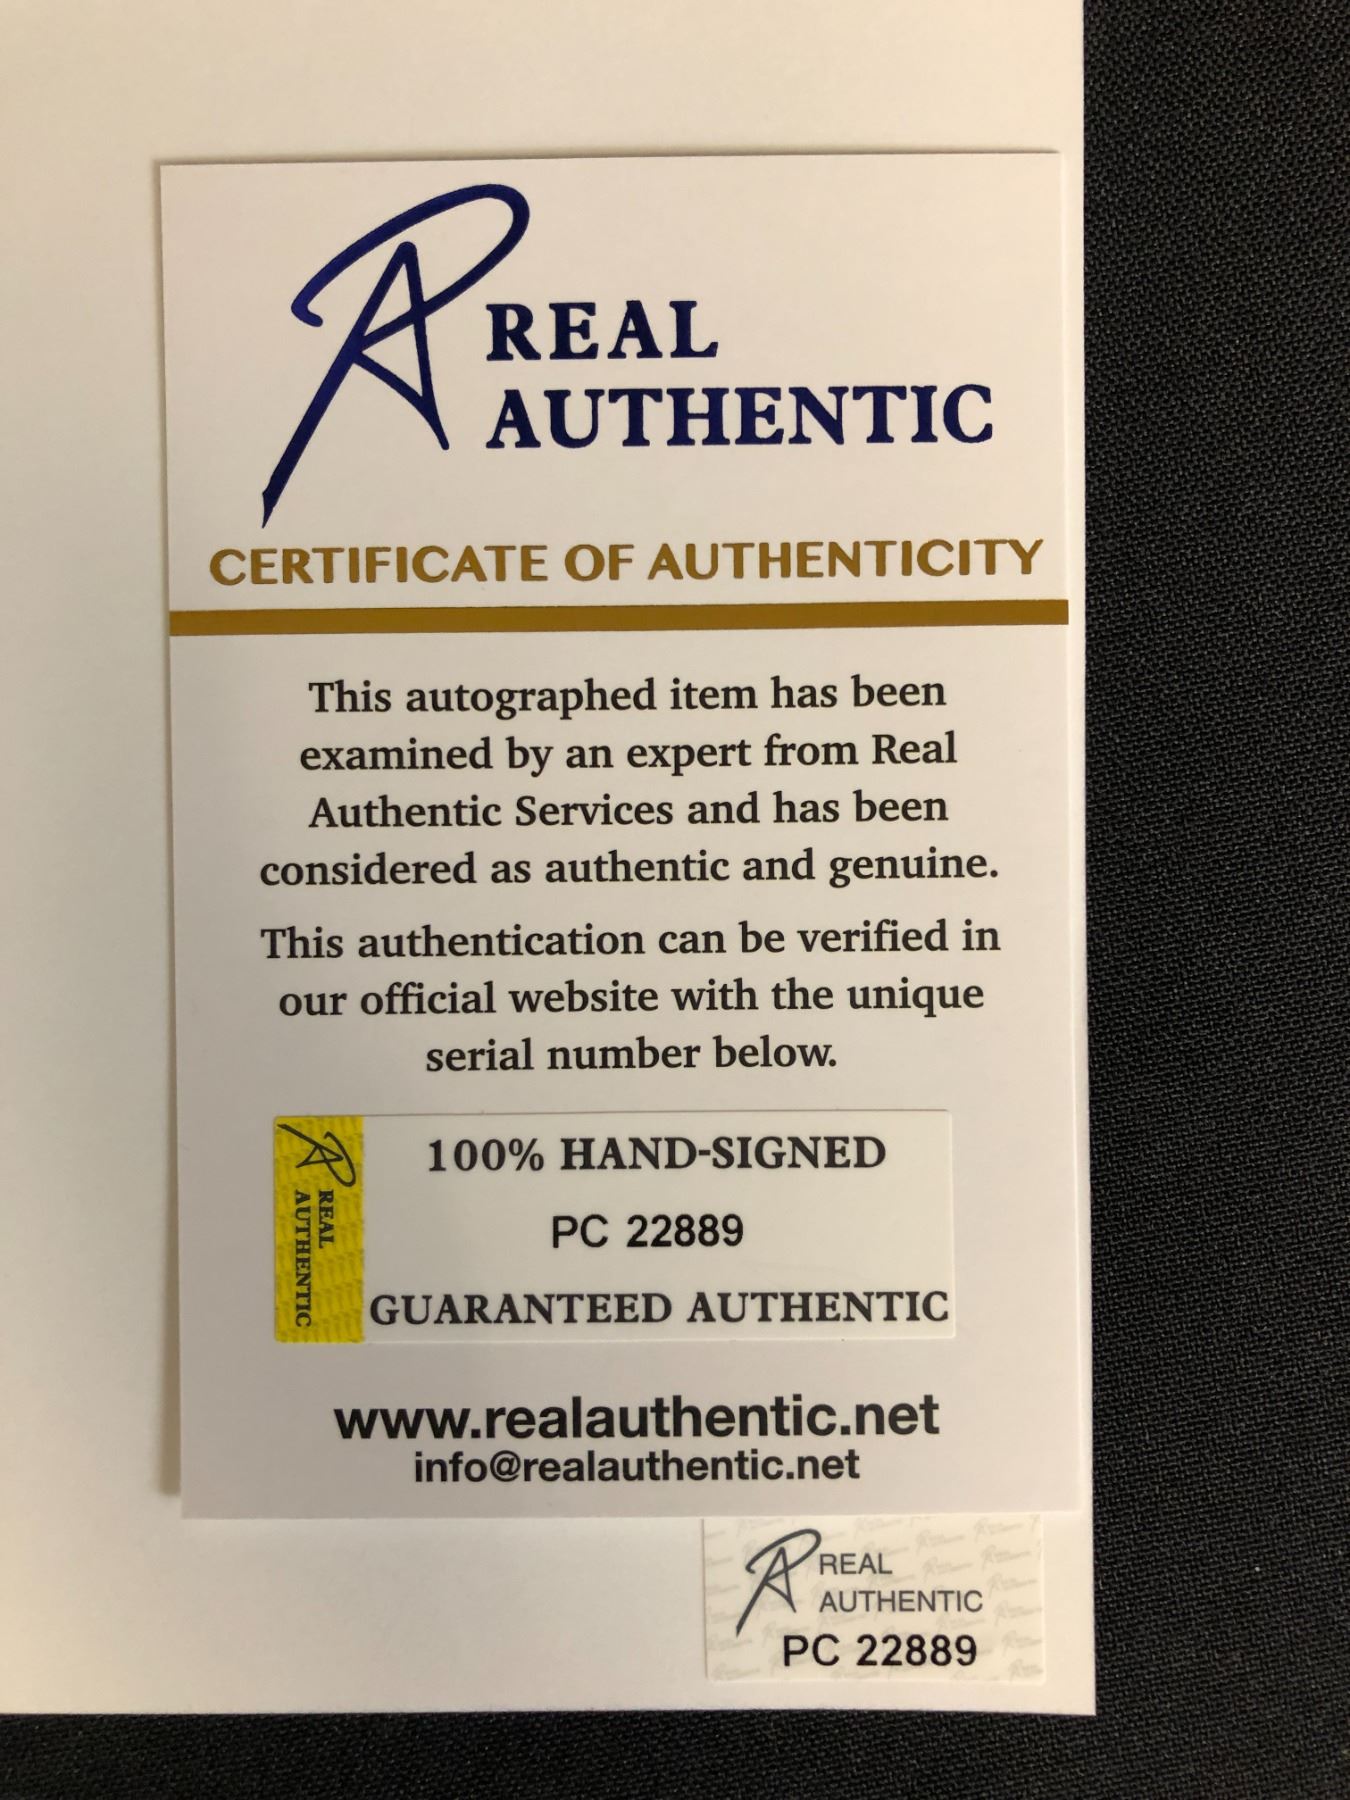 REAL
AUTHENTIC
CERTIFICATE OF AUTHENTICITY
This autographed item has been
examined by an expert from Real
Authentic Services and has been
considered as authentic and genuine.
This authentication can be verified in
our official website with the unique
serial number below.
REAL
AUTHENTIC
100% HAND-SIGNED
PC 22889
GUARANTEED AUTHENTIC
www.realauthentic.net
info@realauthentic.net
REAL
AUTHENTIC
PC 22889